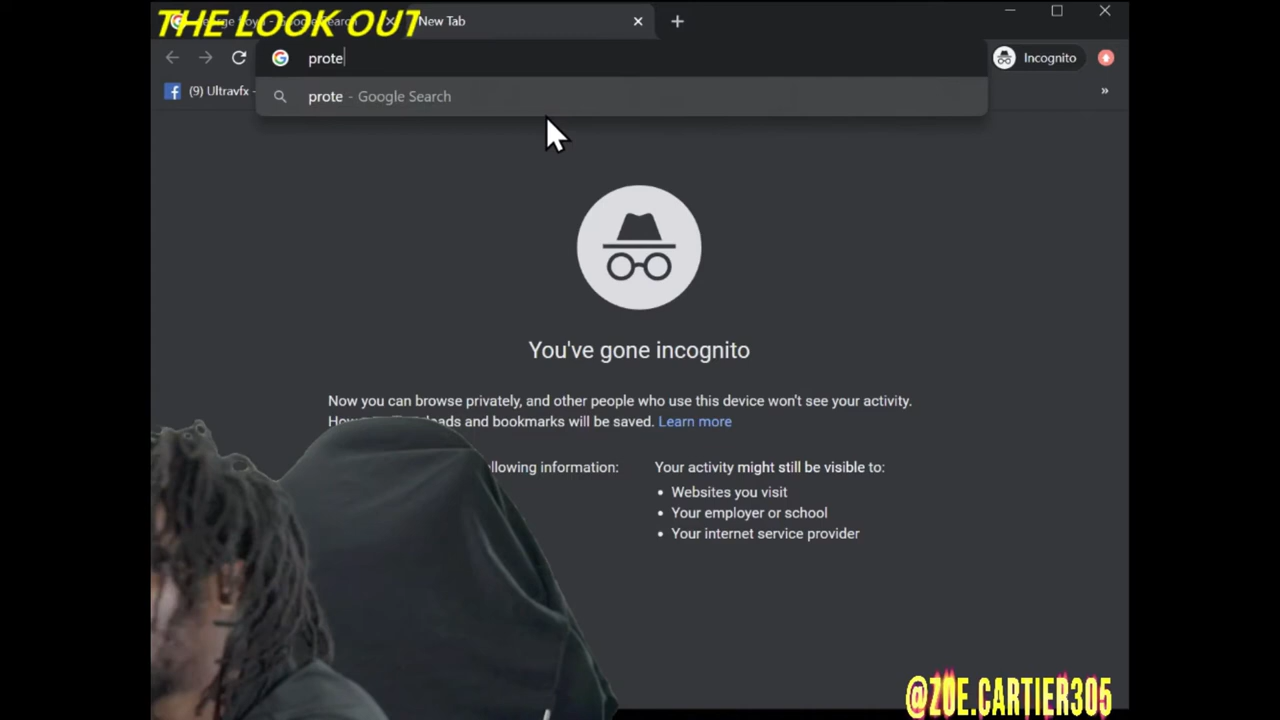 THE LOOK OUT
New Tab
prote
Incognito
(9) Ultravfx -
»
prote - Google Search
You've gone incognito
Now you can browse privately, and other people who use this device won't see your activity.
bookmarks will be saved. Learn more
information:
Your activity might still be visible to:
• Websites you visit
• Your employer or school
• Your internet service provider
@ZOE.CARTIER305